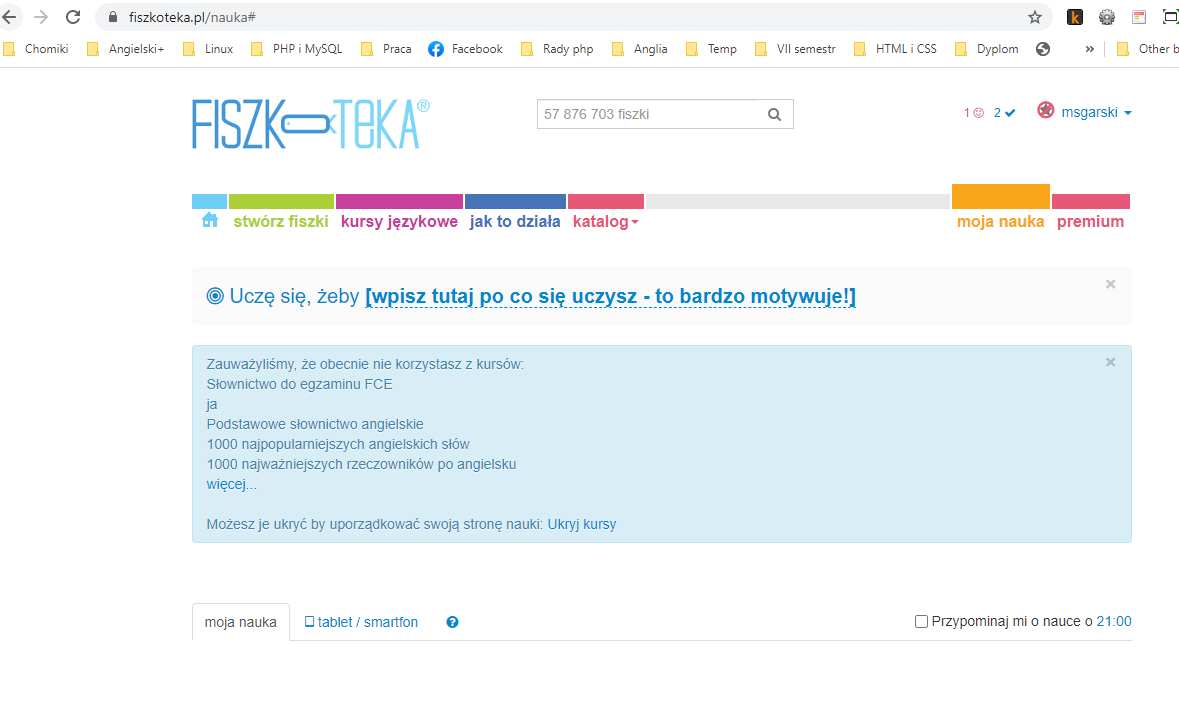 fiszkoteka.pl/nauka#
k
Chomiki Angielski+ Linux PHP i MySQL Praca Facebook Rady php Anglia Temp VII semestr HTML i CSS Dyplom » Other b
FISZKOTEKA®
57 876 703 fiszki
1 2 msgarski
stwórz fiszki kursy językowe jak to działa katalog moja nauka premium
Uczę się, żeby [wpisz tutaj po co się uczysz - to bardzo motywuje!] ×
Zauważyliśmy, że obecnie nie korzystasz z kursów: ×
Słownictwo do egzaminu FCE
ja
Podstawowe słownictwo angielskie
1000 najpopularniejszych angielskich słów
1000 najważniejszych rzeczowników po angielsku
więcej...
Możesz je ukryć by uporządkować swoją stronę nauki: Ukryj kursy
moja nauka tablet / smartfon ? Przypominaj mi o nauce o 21:00